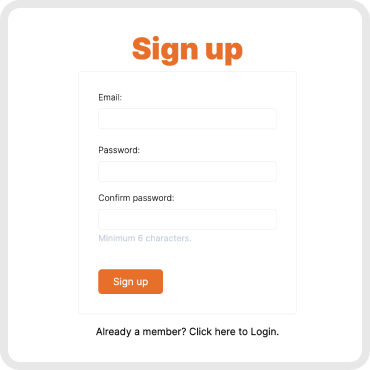 Sign up
Email:
Password:
Confirm password:
Minimum 6 characters.
Sign up
Already a member? Click here to Login.